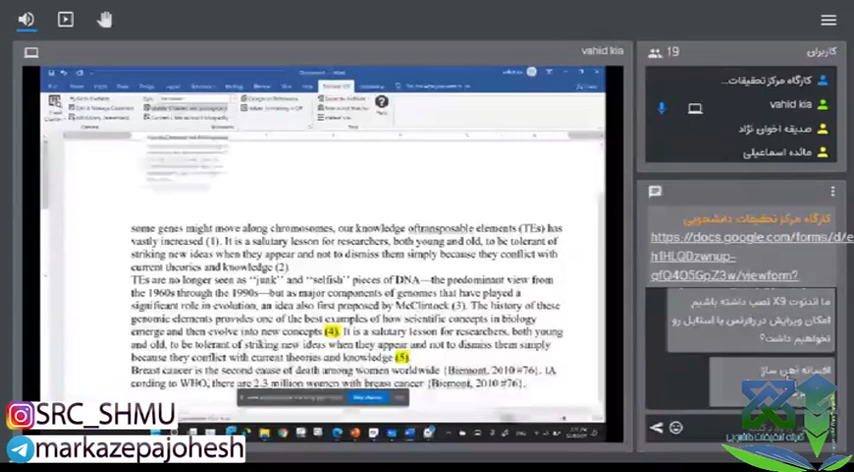 vahid kia
19
کاربران
کارگاه مرکز تحقیقات...
vahid kia
صدیقه اخوان نژاد
مائده اسماعیلی
some genes might move along chromosomes, our knowledge oftransposable elements (TEs) has
vastly increased (1). It is a salutary lesson for researchers, both young and old, to be tolerant of
striking new ideas when they appear and not to dismiss them simply because they conflict with
current theories and knowledge (2)
TEs are no longer seen as "junk" and "selfish" pieces of DNA—the predominant view from
the 1960s through the 1990s—but as major components of genomes that have played a
significant role in evolution, an idea also first proposed by McClintock (3). The history of these
genomic elements provides one of the best examples of how scientific concepts in biology
emerge and then evolve into new concepts (4). It is a salutary lesson for researchers, both young
and old, to be tolerant of striking new ideas when they appear and not to dismiss them simply
because they conflict with current theories and knowledge (5).
Breast cancer is the second cause of death among women worldwide {Biemont, 2010 #76}. IA
cording to WHO, there are 2.3 million women with breast cancer {Biemont, 2010 #76}.
کارگاه مرکز تحقیقات دانشجویی
https://docs.google.com/forms/d/e
h1HLQDzwnup-
qfQ4O5GpZ3w/viewform?
ما اندنوت X9 نصب داشته باشیم
امکان ویرایش در رفرنس یا استایل رو
نخواهیم داشت؟
افسانه آهن ساز
SRC_SHMU
markazepajohesh